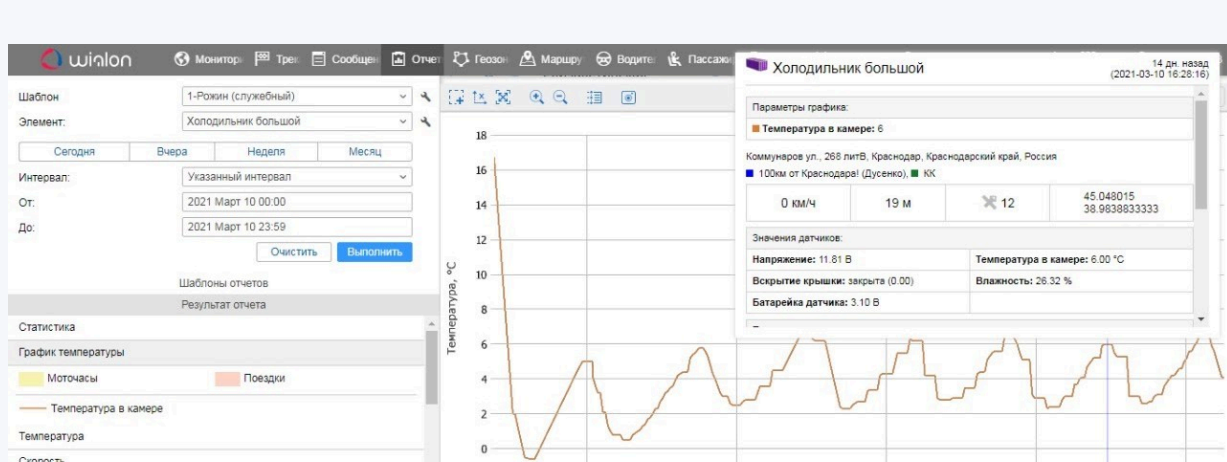 wialon
Монитор
Трек
Сообщен
Отчет
Геозон
Маршру
Водите
Пассажи
Шаблон
1-Рожин (служебный)
Элемент:
Холодильник большой
Сегодня Вчера Неделя Месяц
Интервал:
Указанный интервал
От:
2021 Март 10 00:00
До:
2021 Март 10 23:59
Очистить Выполнить
Шаблоны отчетов
Результат отчета
Статистика
График температуры
Моточасы Поездки
Температура в камере
Температура
Скорость
Температура, °C
18
16
14
12
10
8
6
4
2
0
Холодильник большой
14 дн. назад
(2021-03-10 16:28:16)
Параметры графика:
Температура в камере: 6
Коммунаров ул., 268 литВ, Краснодар, Краснодарский край, Россия
100км от Краснодара! (Дусенко), КК
0 км/ч 19 м 12 45.048015
38.9838833333
Значения датчиков:
Напряжение: 11.81 В Температура в камере: 6.00 °C
Вскрытие крышки: закрыта (0.00) Влажность: 26.32 %
Батарейка датчика: 3.10 В